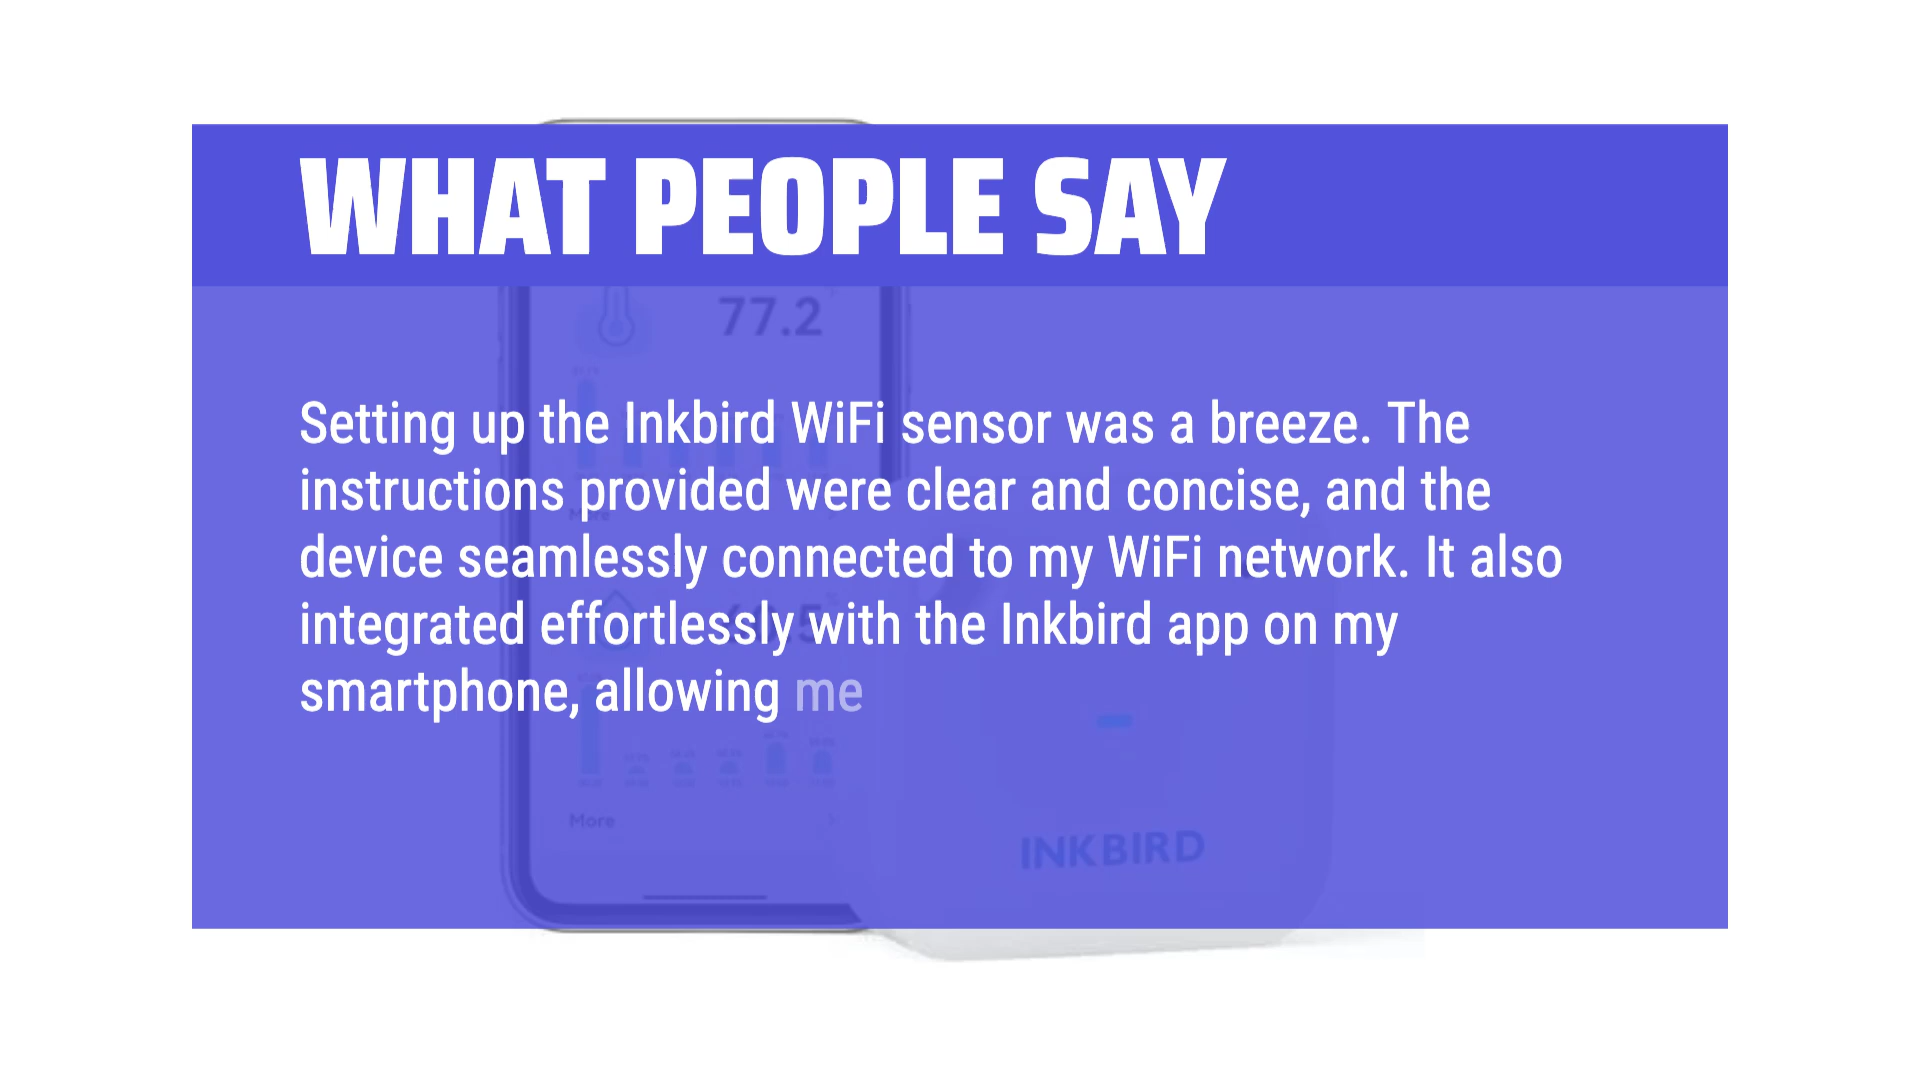 WHAT PEOPLE SAY
77.2
Setting up the Inkbird WiFi sensor was a breeze. The
instructions provided were clear and concise, and the
device seamlessly connected to my WiFi network. It also
integrated effortlessly with the Inkbird app on my
smartphone, allowing me
More
More
INKBIRD